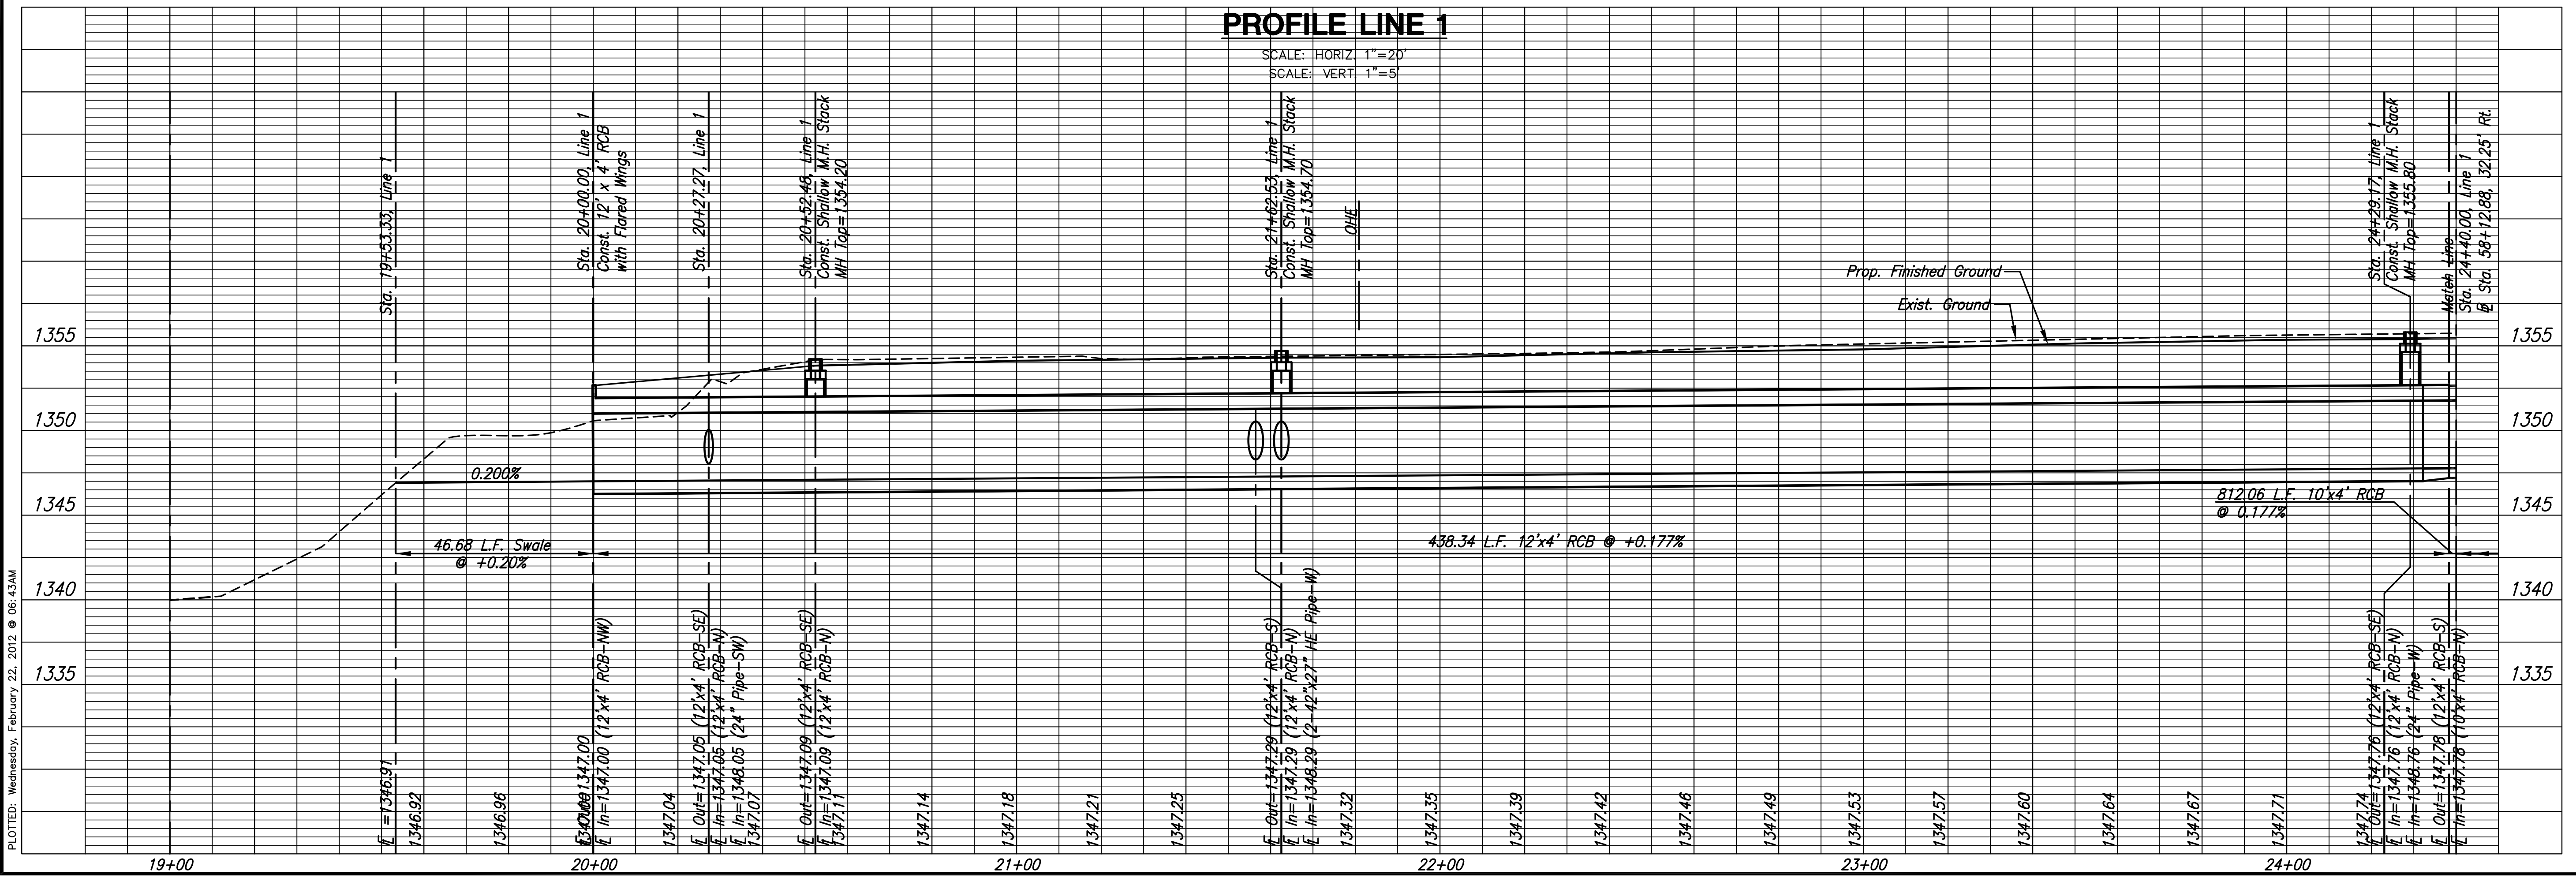 PROFILE LINE 1
SCALE: HORIZ. 1"=20'
SCALE: VERT. 1"=5'
Sta. 19+53.33, Line 1
Sta. 20+00.00, Line 1
Const. 12' x 4' RCB
with Flared Wings
Sta. 20+27.27, Line 1
Sta. 20+52.48, Line 1
Const. Shallow M.H. Stack
MH Top=1354.20
Sta. 21+62.53, Line 1
Const. Shallow M.H. Stack
MH Top=1354.70
OHE
Sta. 24+29.17, Line 1
Const. Shallow M.H. Stack
MH Top=1355.80
Match Line
Sta. 24+40.00, Line 1
℄ Sta. 58+12.88, 32.25' Rt.
Prop. Finished Ground
Exist. Ground
1355
1355
1350
1350
0.200%
1345
1345
812.06 L.F. 10'x4' RCB
@ 0.177%
46.68 L.F. Swale
@ +0.20%
438.34 L.F. 12'x4' RCB @ +0.177%
1340
1340
1335
1335
=1346.91
1346.92
1346.96
1347.00
In=1347.00 (12'x4' RCB-NW)
1347.04
Out=1347.05 (12'x4' RCB-SE)
In=1347.05 (12'x4' RCB-N)
In=1348.05 (24" Pipe-SW)
1347.07
Out=1347.09 (12'x4' RCB-SE)
In=1347.09 (12'x4' RCB-N)
1347.11
1347.14
1347.18
1347.21
1347.25
Out=1347.29 (12'x4' RCB-S)
In=1347.29 (12'x4' RCB-N)
In=1348.29 (2-42"x27" HE Pipe-W)
1347.32
1347.35
1347.39
1347.42
1347.46
1347.49
1347.53
1347.57
1347.60
1347.64
1347.67
1347.71
1347.74
Out=1347.76 (12'x4' RCB-SE)
In=1347.76 (12'x4' RCB-N)
In=1348.76 (24" Pipe-W)
Out=1347.78 (12'x4' RCB-S)
In=1347.78 (10'x4' RCB-N)
19+00
20+00
21+00
22+00
23+00
24+00
PLOTTED: Wednesday, February 22, 2012 @ 06:43AM